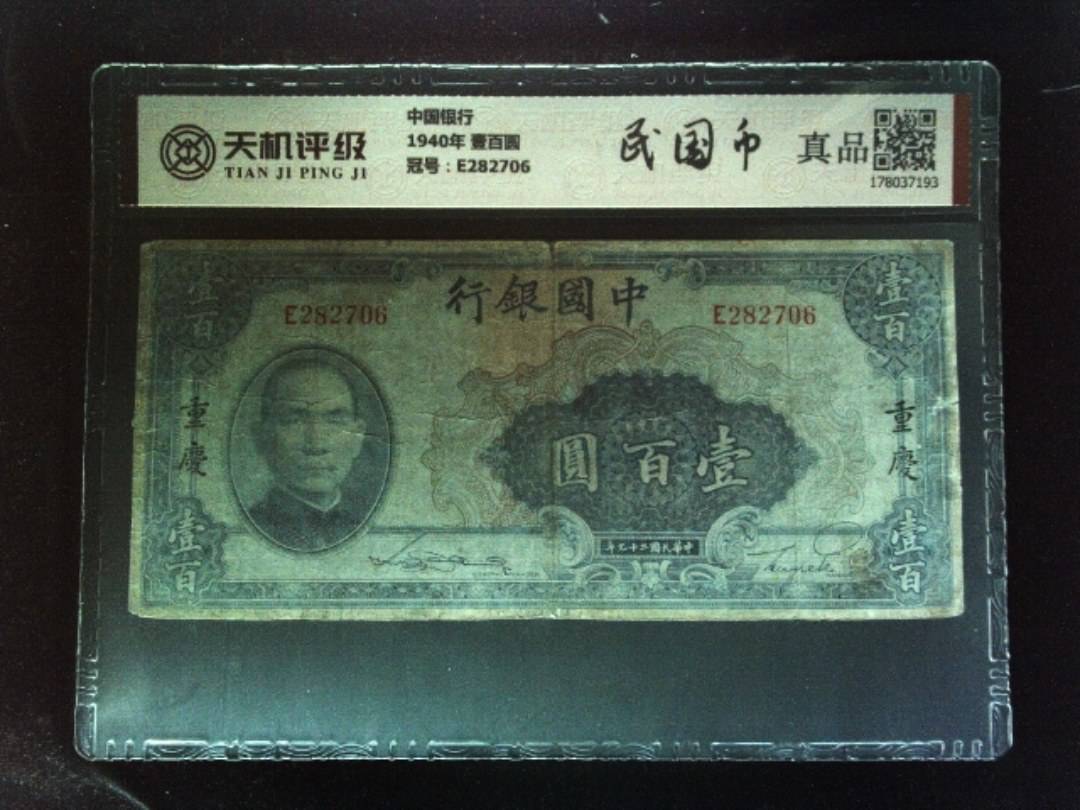 天机评级
TIAN JI PING JI
中国银行
1940年 壹百圆
冠号：E282706
民国币
真品
178037193
壹百
行銀國中
壹百
E282706
E282706
重慶
重慶
圓百壹
年九十二國民華中
壹百
壹百